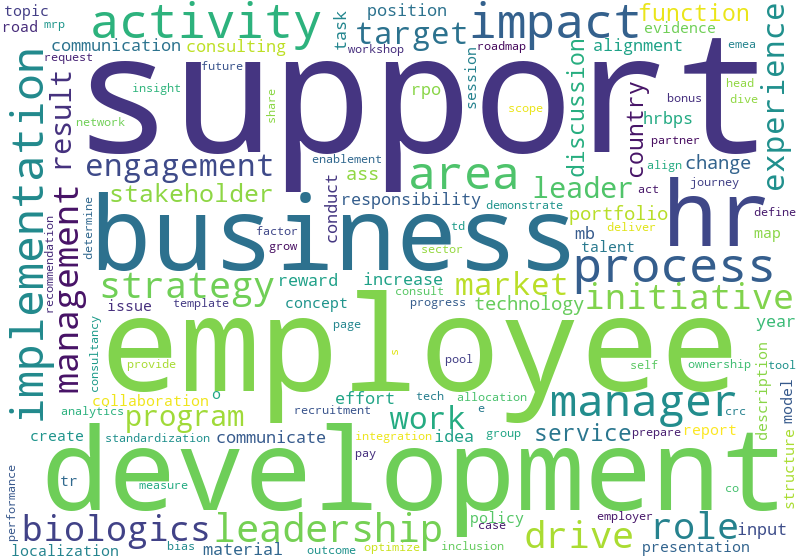 topic
activity
position
impact
function
road
mrp
task
target
evidence
experience
communication
consulting
workshop
roadmap
alignment
emea
request
support
future
session
discussion
head
implementation
result
insight
share
rpo
scope
bonus
dive
network
hrbps
country
partner
engagement
enablement
ass
area
leader
align
change
stakeholder
conduct
responsibility
act
journey
management
business
demonstrate
portfolio
hr
define
determine
recommendation
factor
grow
td
sector
mb
deliver
talent
map
process
strategy
reward
increase
market
initiative
consult
issue
template
concept
progress
technology
year
consultancy
employee
page
provide
s
pool
self
ownership
tool
collaboration
o
effort
tech
allocation
manager
description
model
analytics
program
recruitment
work
e
crc
create
standardization
communicate
integration
idea
group
service
prepare
report
structure
pay
development
performance
tr
measure
co
biologics
leadership
policy
case
employer
role
input
drive
localization
bias
material
outcome
optimize
inclusion
presentation